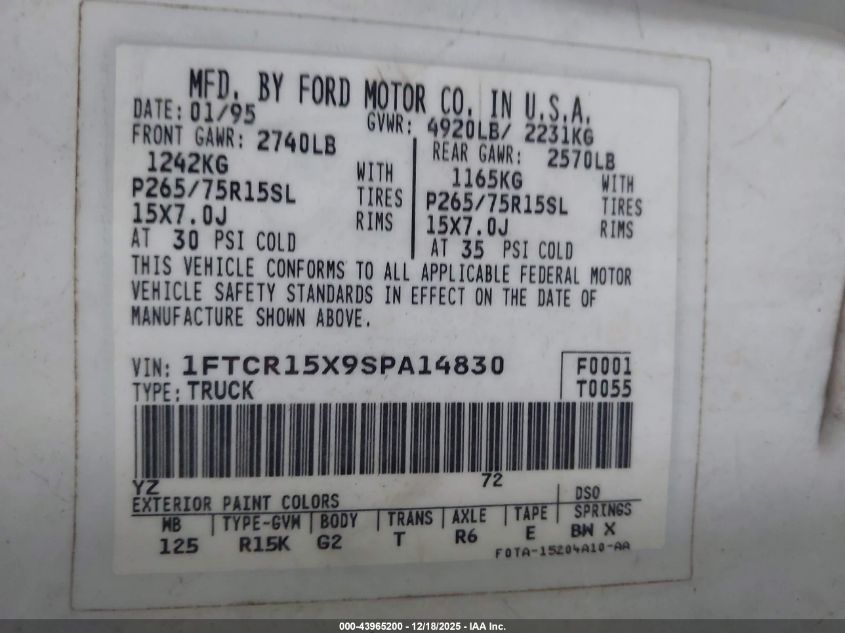 MFD. BY FORD MOTOR CO. IN U.S.A.
DATE: 01/95 GVWR: 4920LB/ 2231KG
FRONT GAWR: 2740LB REAR GAWR: 2570LB
1242KG WITH 1165KG WITH
P265/75R15SL TIRES P265/75R15SL TIRES
15X7.0J RIMS 15X7.0J RIMS
AT 30 PSI COLD AT 35 PSI COLD
THIS VEHICLE CONFORMS TO ALL APPLICABLE FEDERAL MOTOR
VEHICLE SAFETY STANDARDS IN EFFECT ON THE DATE OF
MANUFACTURE SHOWN ABOVE.
VIN: 1FTCR15X9SPA14830 F0001
TYPE: TRUCK T0055
YZ 72
EXTERIOR PAINT COLORS DSO
WB TYPE-GVW BODY TRANS AXLE TAPE SPRINGS
125 R15K G2 T R6 E BW X
F0TA-15204A10-AA
000-43965200 - 12/18/2025 - IAA Inc.